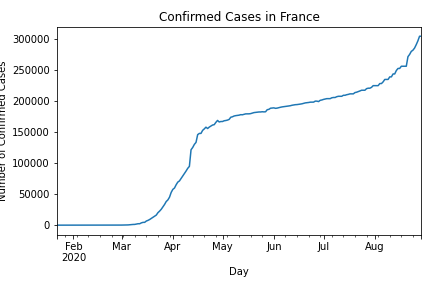 Confirmed Cases in France
Number of Confirmed Cases
300000
250000
200000
150000
100000
50000
0
Feb
2020
Mar
Apr
May
Jun
Jul
Aug
Day